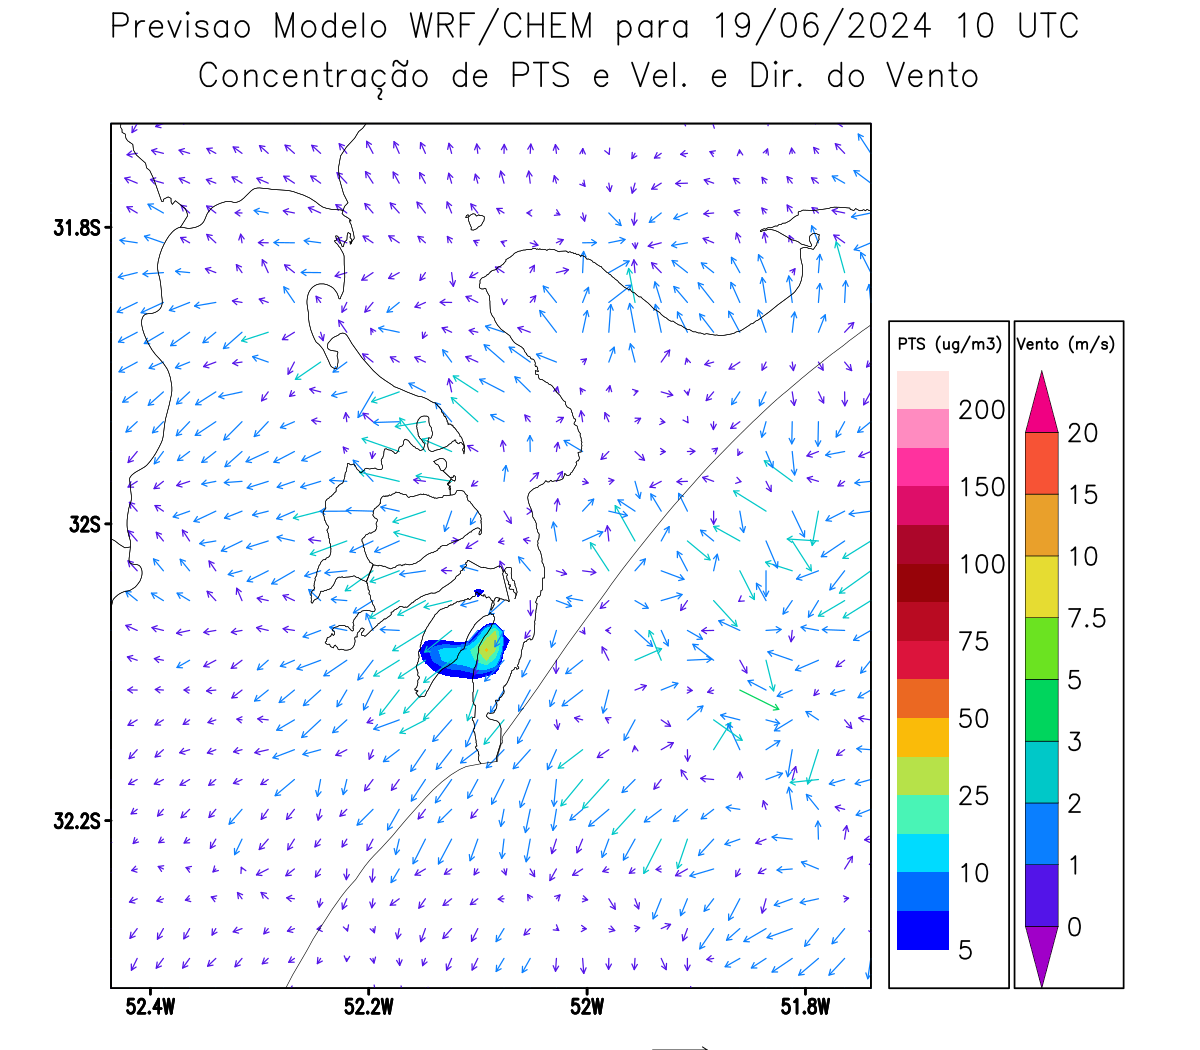 Previsao Modelo WRF/CHEM para 19/06/2024 10 UTC
Concentração de PTS e Vel. e Dir. do Vento
31.8S
32S
32.2S
52.4W
52.2W
52W
51.8W
PTS (ug/m3)
200
150
100
75
50
25
10
5
Vento (m/s)
20
15
10
7.5
5
3
2
1
0